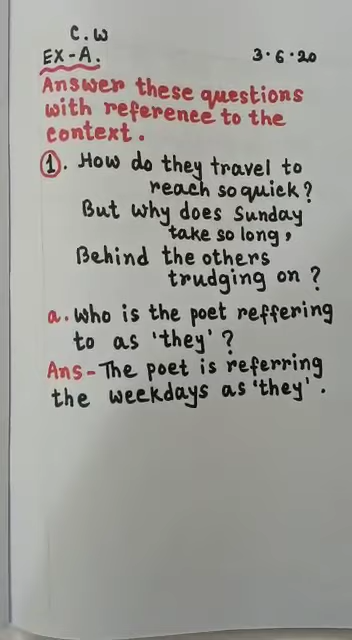 C.W
EX-A. 3.6.20
Answer these questions
with reference to the
context.
①. How do they travel to
reach so quick?
But why does Sunday
take so long,
Behind the others
trudging on?
a. Who is the poet reffering
to as 'they'?
Ans- The poet is referring
the weekdays as 'they'.